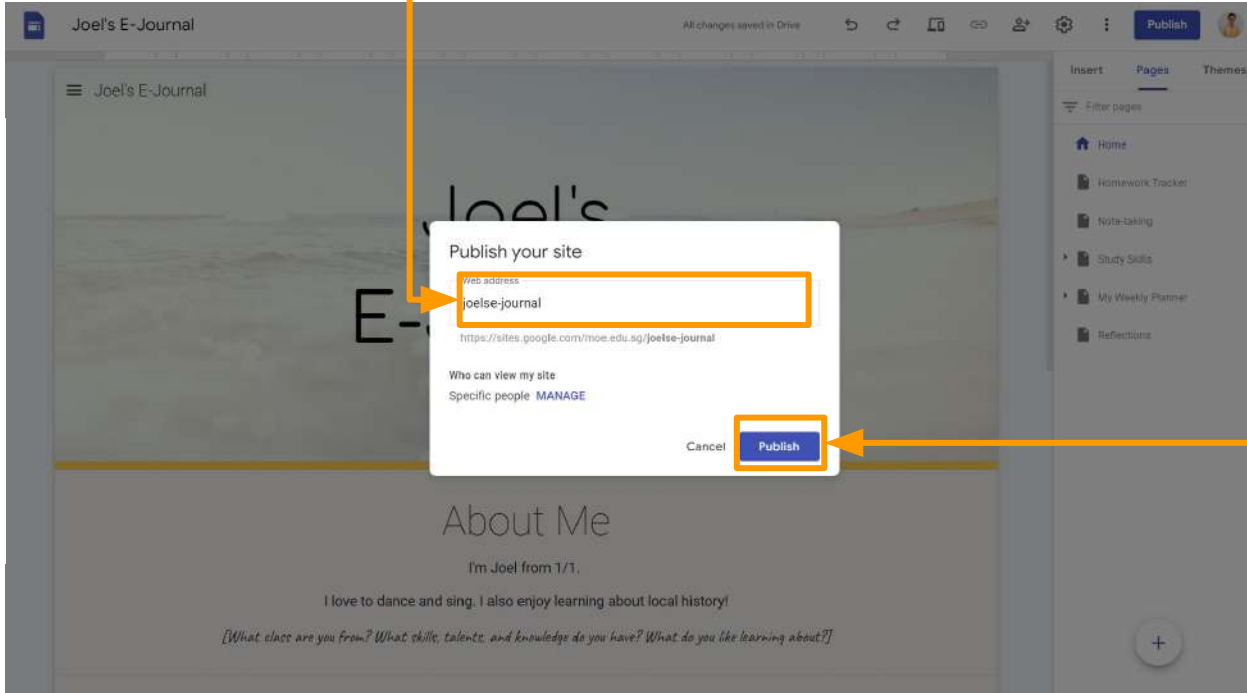 Joel's E-Journal
All changes saved in Drive
Publish
Insert Pages Themes
Joel's E-Journal
Filter pages
Home
Homework Tracker
Note-taking
Study Skills
My Weekly Planner
Reflections
Joel's
E-
Publish your site
Web address
joelse-journal
https://sites.google.com/moe.edu.sg/joelse-journal
Who can view my site
Specific people MANAGE
Cancel Publish
About Me
I'm Joel from 1/1.
I love to dance and sing. I also enjoy learning about local history!
[What class are you from? What skills, talents, and knowledge do you have? What do you like learning about?]